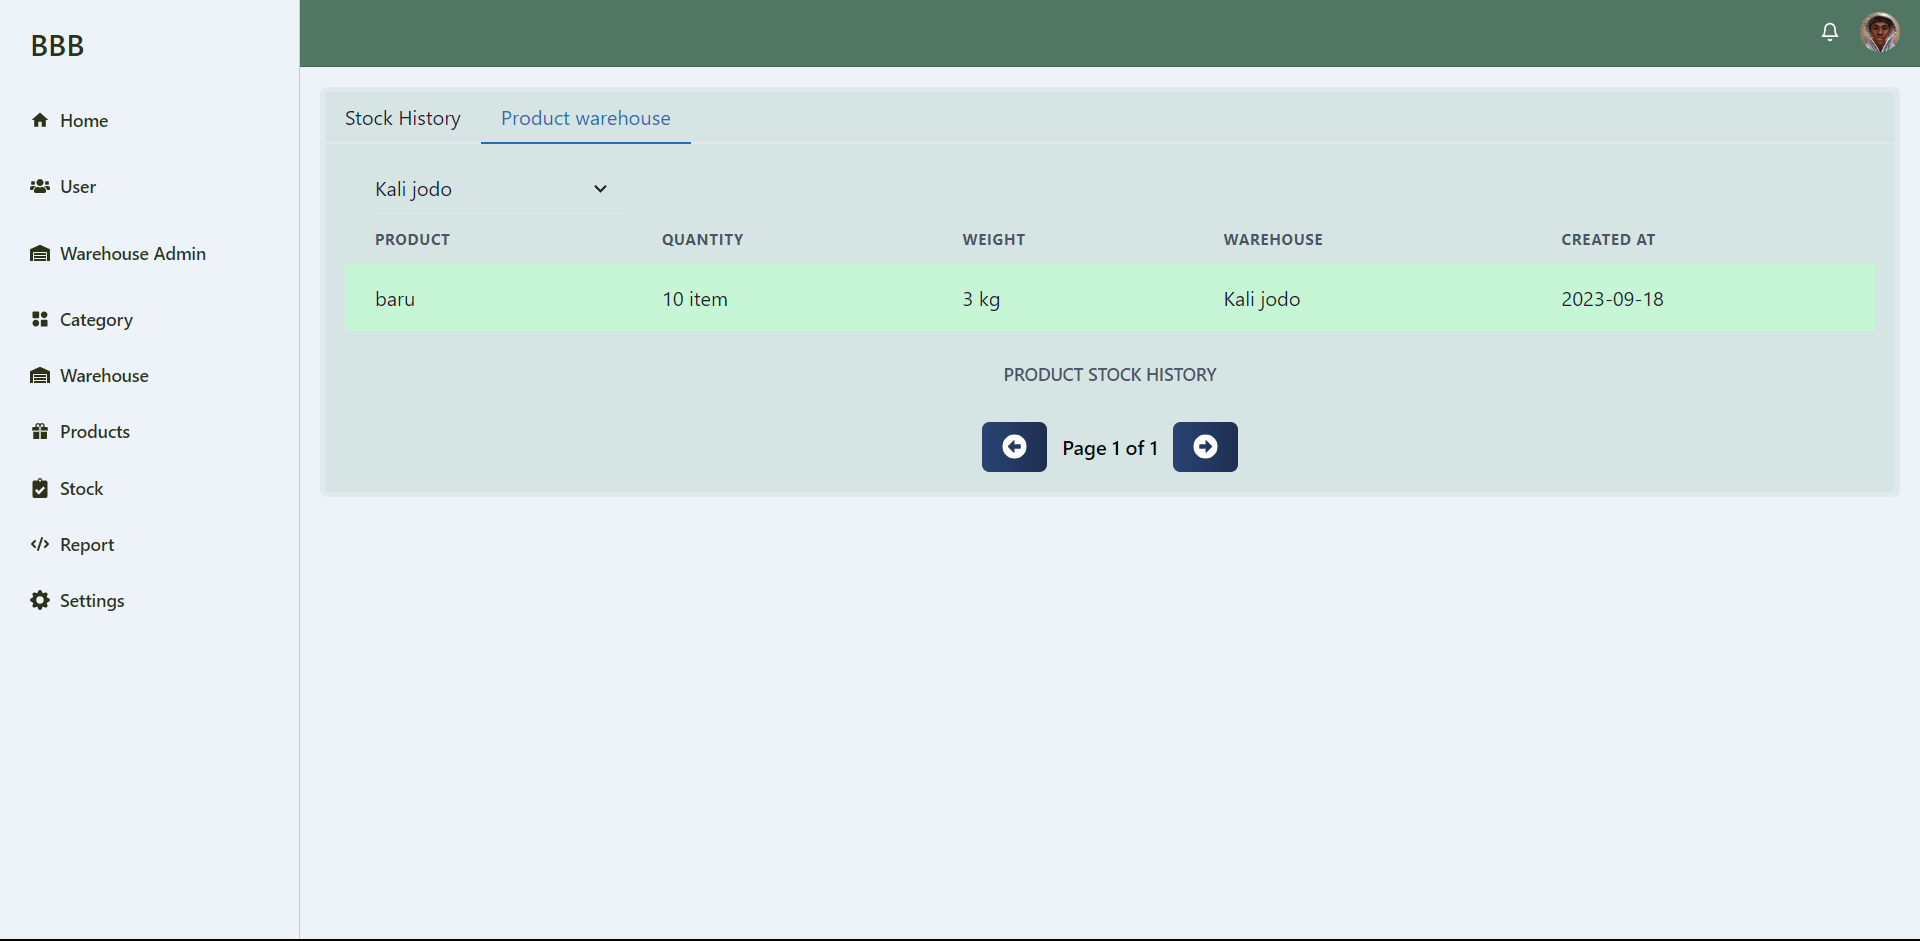 BBB
Home
User
Warehouse Admin
Category
Warehouse
Products
Stock
Report
Settings
Stock History Product warehouse
Kali jodo
PRODUCT QUANTITY WEIGHT WAREHOUSE CREATED AT
baru 10 item 3 kg Kali jodo 2023-09-18
PRODUCT STOCK HISTORY
Page 1 of 1